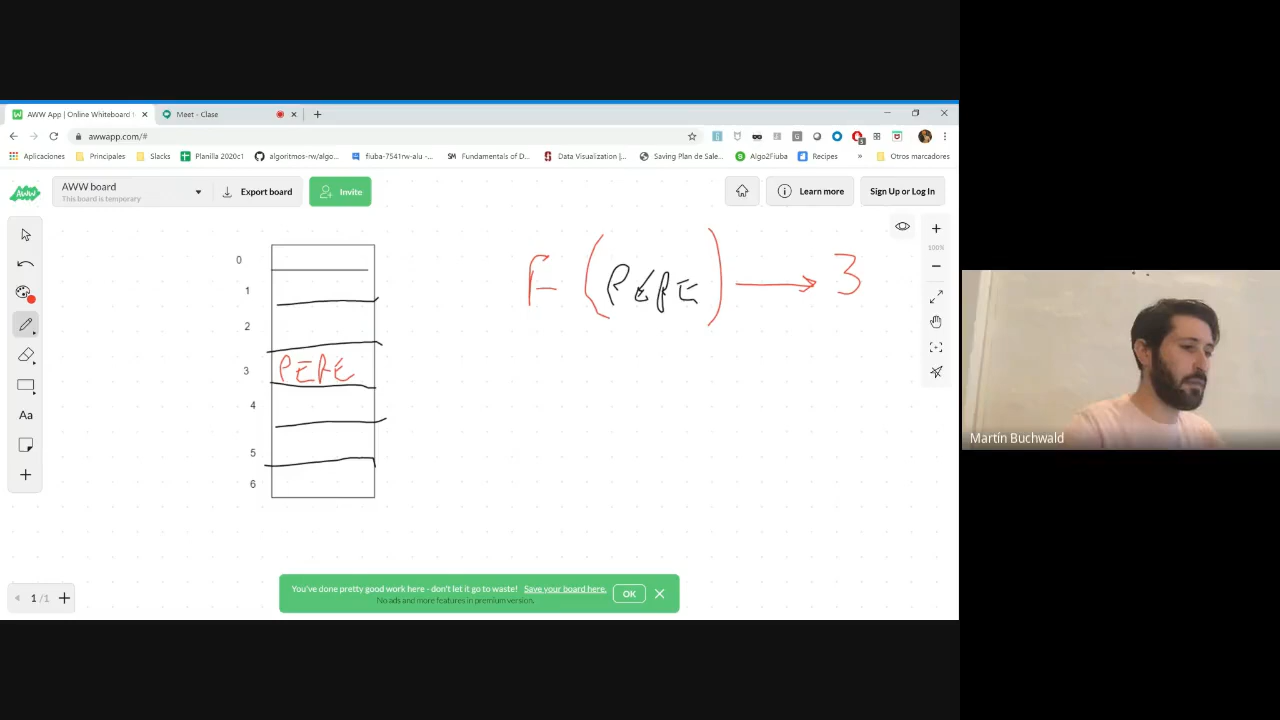 AWW App | Online Whiteboard
Meet - Clase
awwapp.com/#
Aplicaciones
Principales
Slacks
Planilla 2020c1
algoritmos-rw/algo...
fiuba-7541rw-alu -...
SM Fundamentals of D...
Data Visualization |...
Saving Plan de Sale...
Algo2Fiuba
Recipes
»
Otros marcadores
AWW
AWW board
This board is temporary
Export board
Invite
Learn more
Sign Up or Log In
100%
Aa
0
1
2
3 PEPE
4
5
6
F (PEPE) → 3
Martín Buchwald
You've done pretty good work here - don't let it go to waste! Save your board here.
No ads and more features in premium version.
OK
1 /1